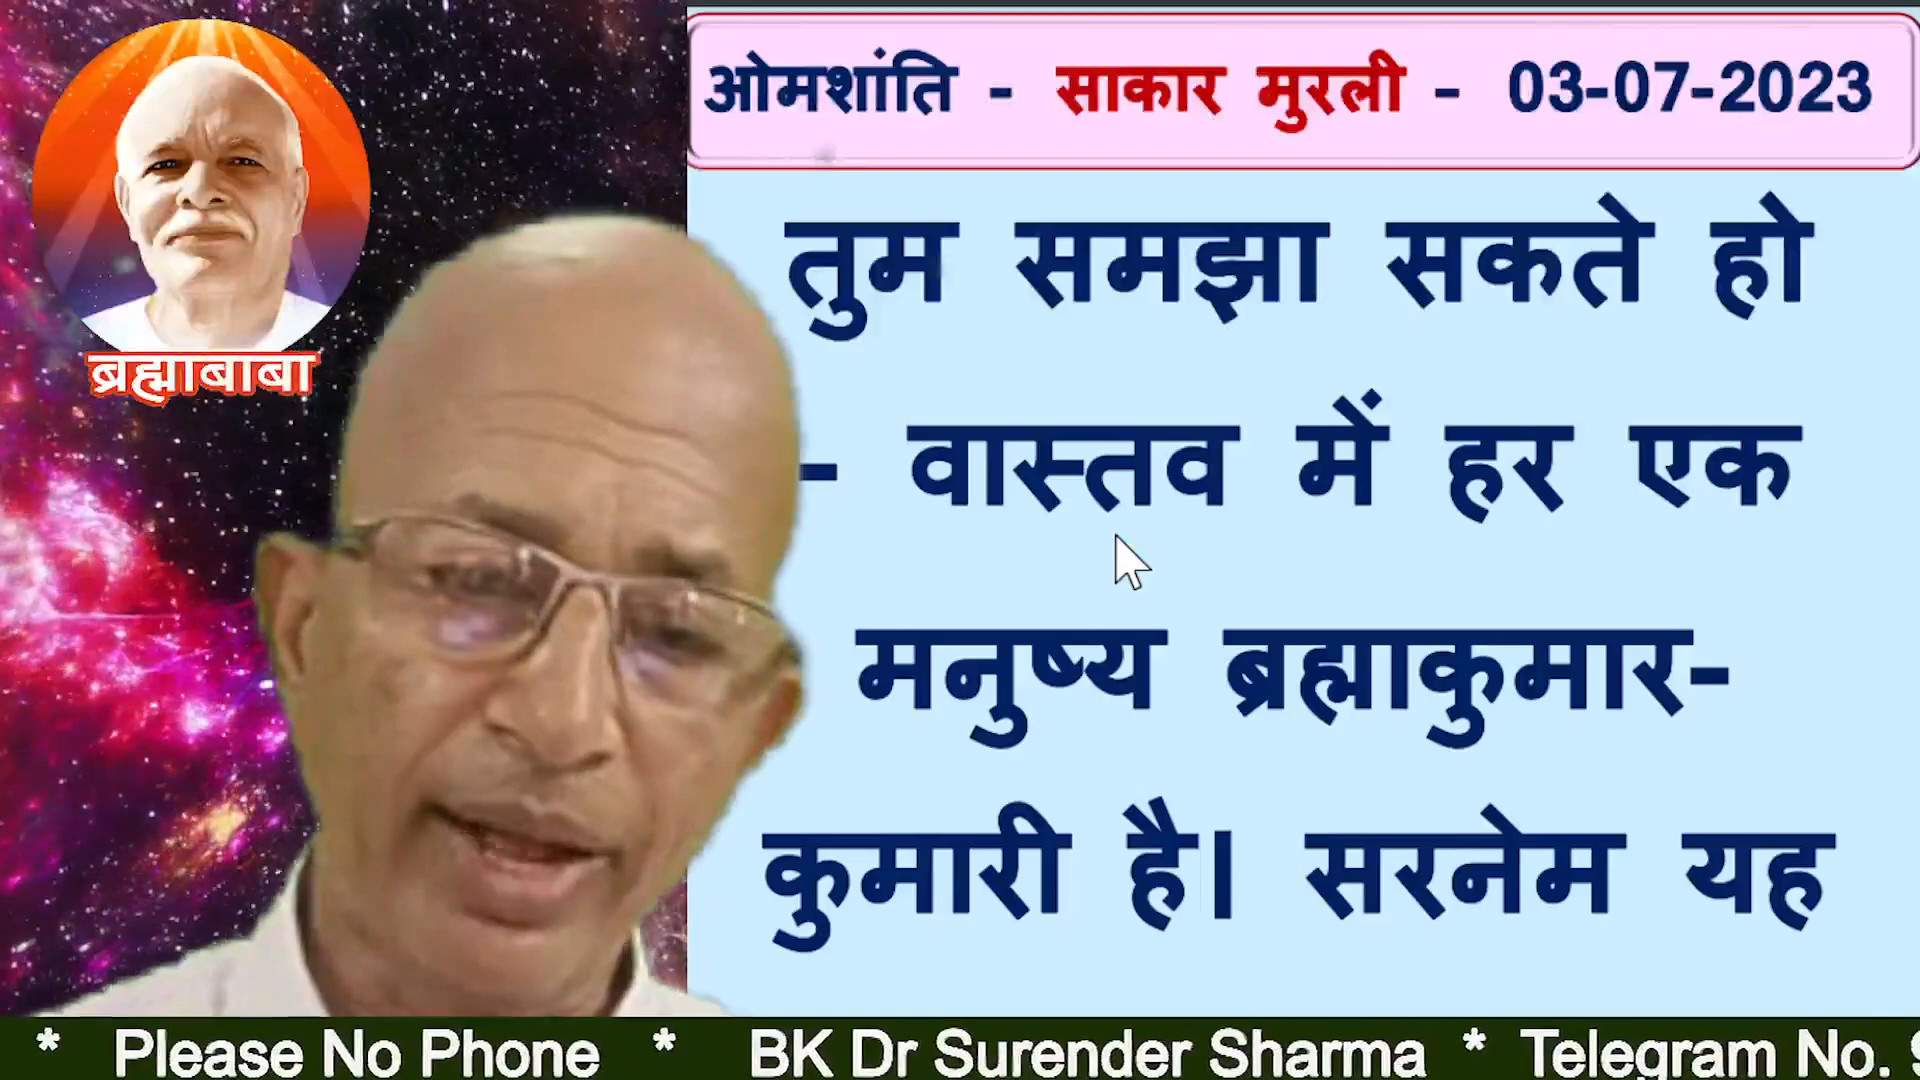 ओमशांति - साकार मुरली - 03-07-2023
ब्रह्माबाबा
तुम समझा सकते हो
- वास्तव में हर एक
मनुष्य ब्रह्माकुमार-
कुमारी है। सरनेम यह
* Please No Phone * BK Dr Surender Sharma * Telegram No. 9